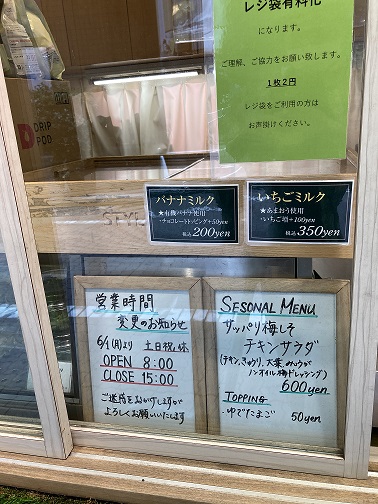 レジ袋有料化
になります。
ご理解、ご協力をお願い致します。
1枚2円
レジ袋をご利用の方は
お声掛けください。
DRIP
POD
バナナミルク
★有機バナナ使用
・チョコレートトッピング+50yen
税込 200yen
いちごミルク
★あまおう使用
・いちご増+100yen
税込 350yen
営業時間
変更のお知らせ
6/1(月)より 土日祝休
OPEN 8:00
CLOSE 15:00
ご迷惑をおかけしますが
よろしくお願いいたします
SESONAL MENU
サッパリ梅しそ
チキンサラダ
(チキン、きゅうり、大葉、みょうが
ノンオイル梅ドレッシング)
600yen
TOPPING
・ゆでたまご 50yen